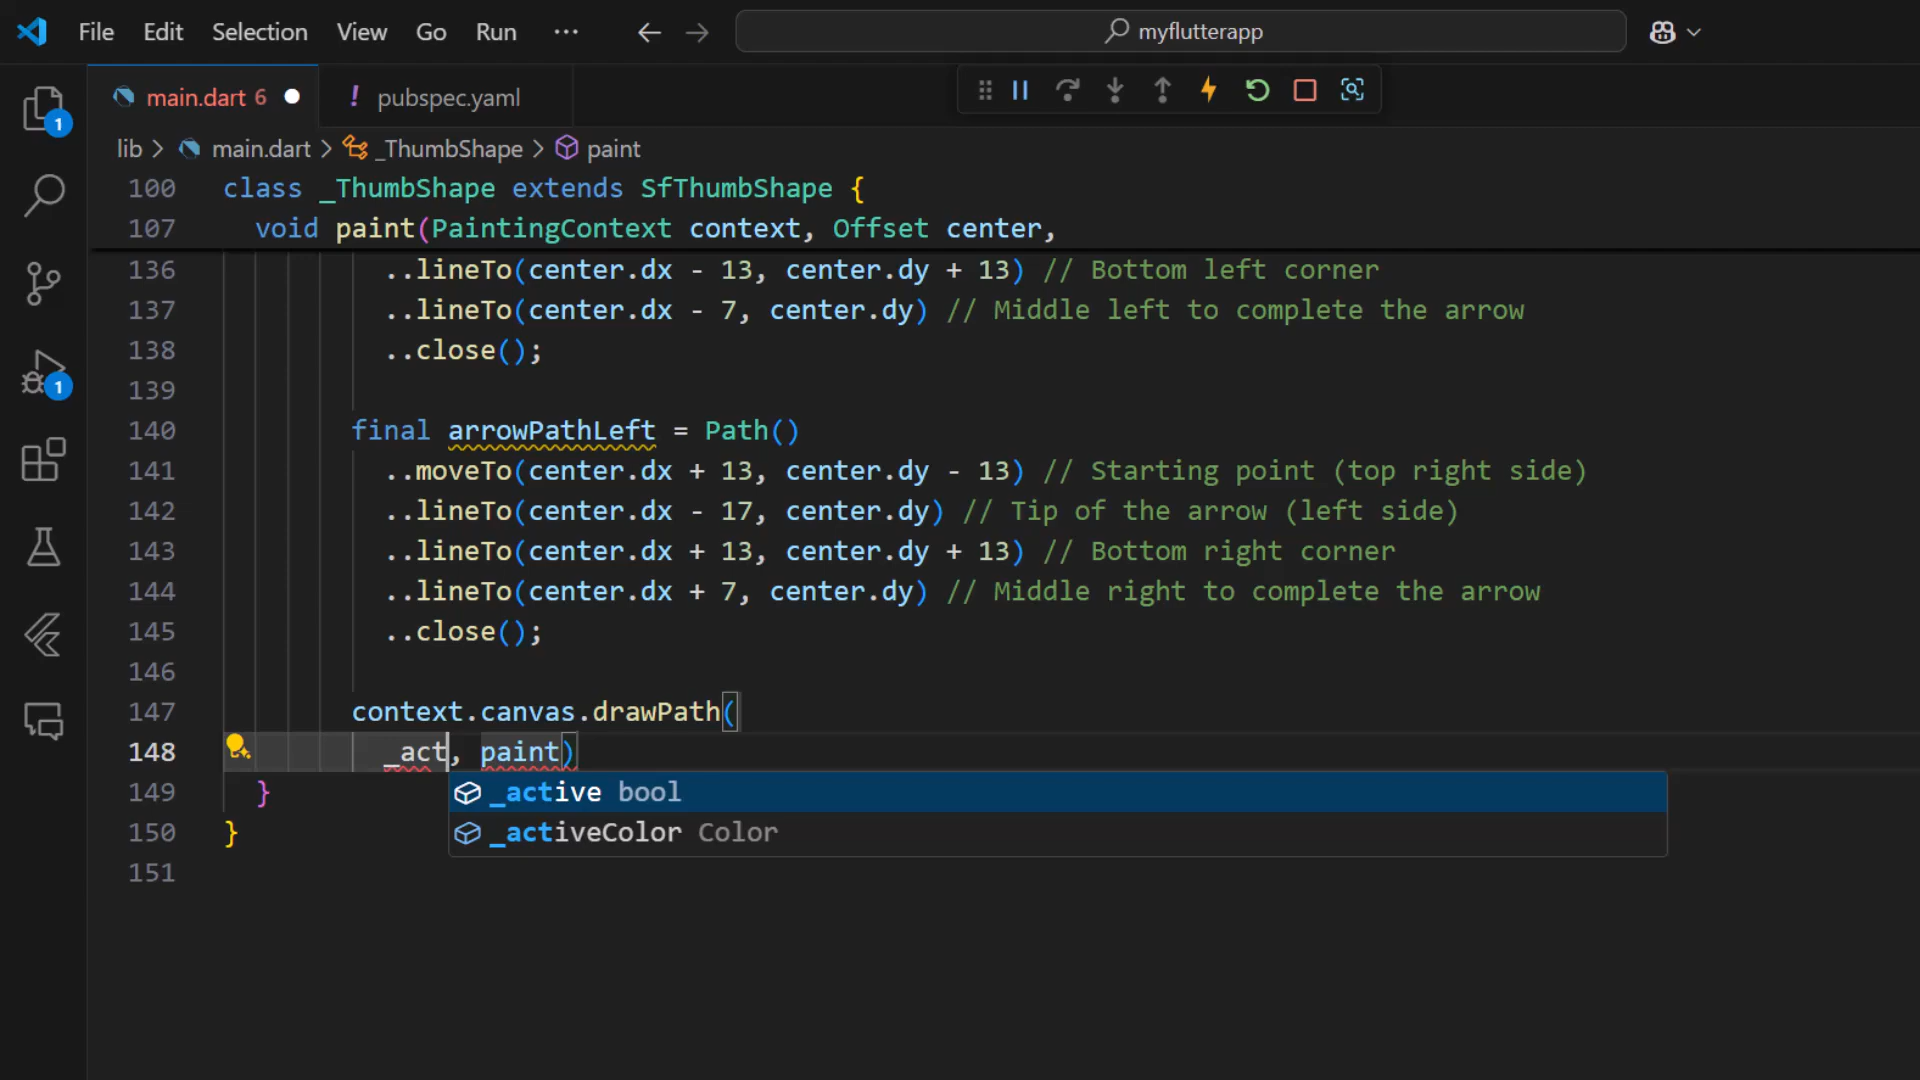 File Edit Selection View Go Run ··· myflutterapp
main.dart 6 ! pubspec.yaml
lib > main.dart > _ThumbShape > paint
100 class _ThumbShape extends SfThumbShape {
107 void paint(PaintingContext context, Offset center,
136 ..lineTo(center.dx - 13, center.dy + 13) // Bottom left corner
137 ..lineTo(center.dx - 7, center.dy) // Middle left to complete the arrow
138 ..close();
139
140 final arrowPathLeft = Path()
141 ..moveTo(center.dx + 13, center.dy - 13) // Starting point (top right side)
142 ..lineTo(center.dx - 17, center.dy) // Tip of the arrow (left side)
143 ..lineTo(center.dx + 13, center.dy + 13) // Bottom right corner
144 ..lineTo(center.dx + 7, center.dy) // Middle right to complete the arrow
145 ..close();
146
147 context.canvas.drawPath(
148 _act, paint)
149 }
_active bool
150 }
_activeColor Color
151
1
1